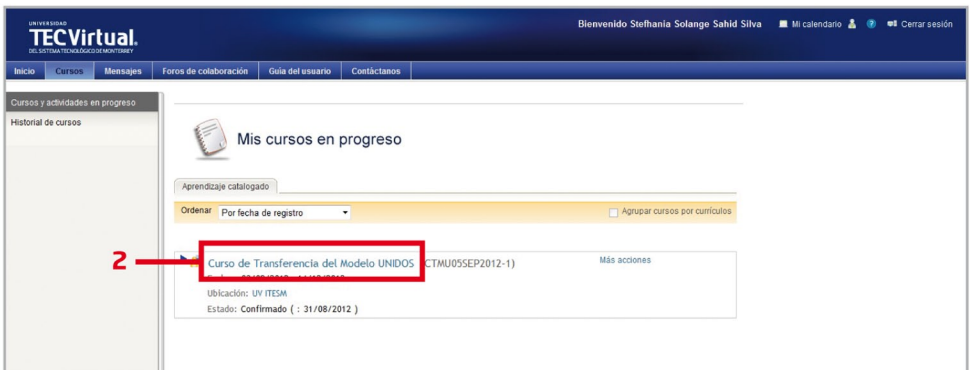 UNIVERSIDAD
TECVirtual.
DEL SISTEMA TECNOLÓGICO DE MONTERREY
Bienvenido Stefhania Solange Sahid Silva
Mi calendario
Cerrar sesión
Inicio Cursos Mensajes Foros de colaboración Guia del usuario Contáctanos
Cursos y actividades en progreso
Historial de cursos
Mis cursos en progreso
Aprendizaje catalogado
Ordenar Por fecha de registro
Agrupar cursos por currículos
2
Curso de Transferencia del Modelo UNIDOS CTMU05SEP2012-1)
Más acciones
Ubicación: UV ITESM
Estado: Confirmado ( : 31/08/2012 )